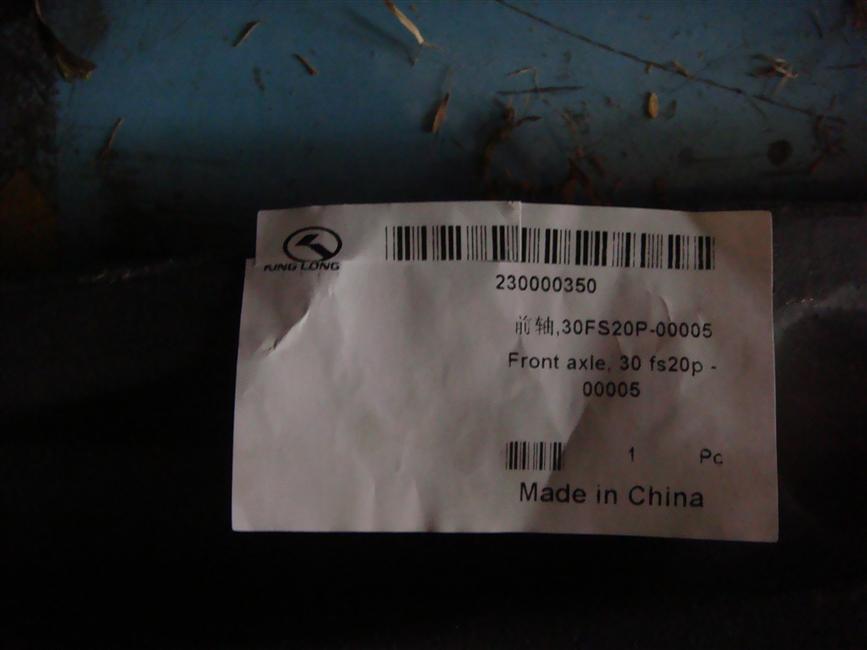 KING LONG
230000350
前轴,30FS20P-00005
Front axle, 30 fs20p -
00005
1 Pc
Made in China